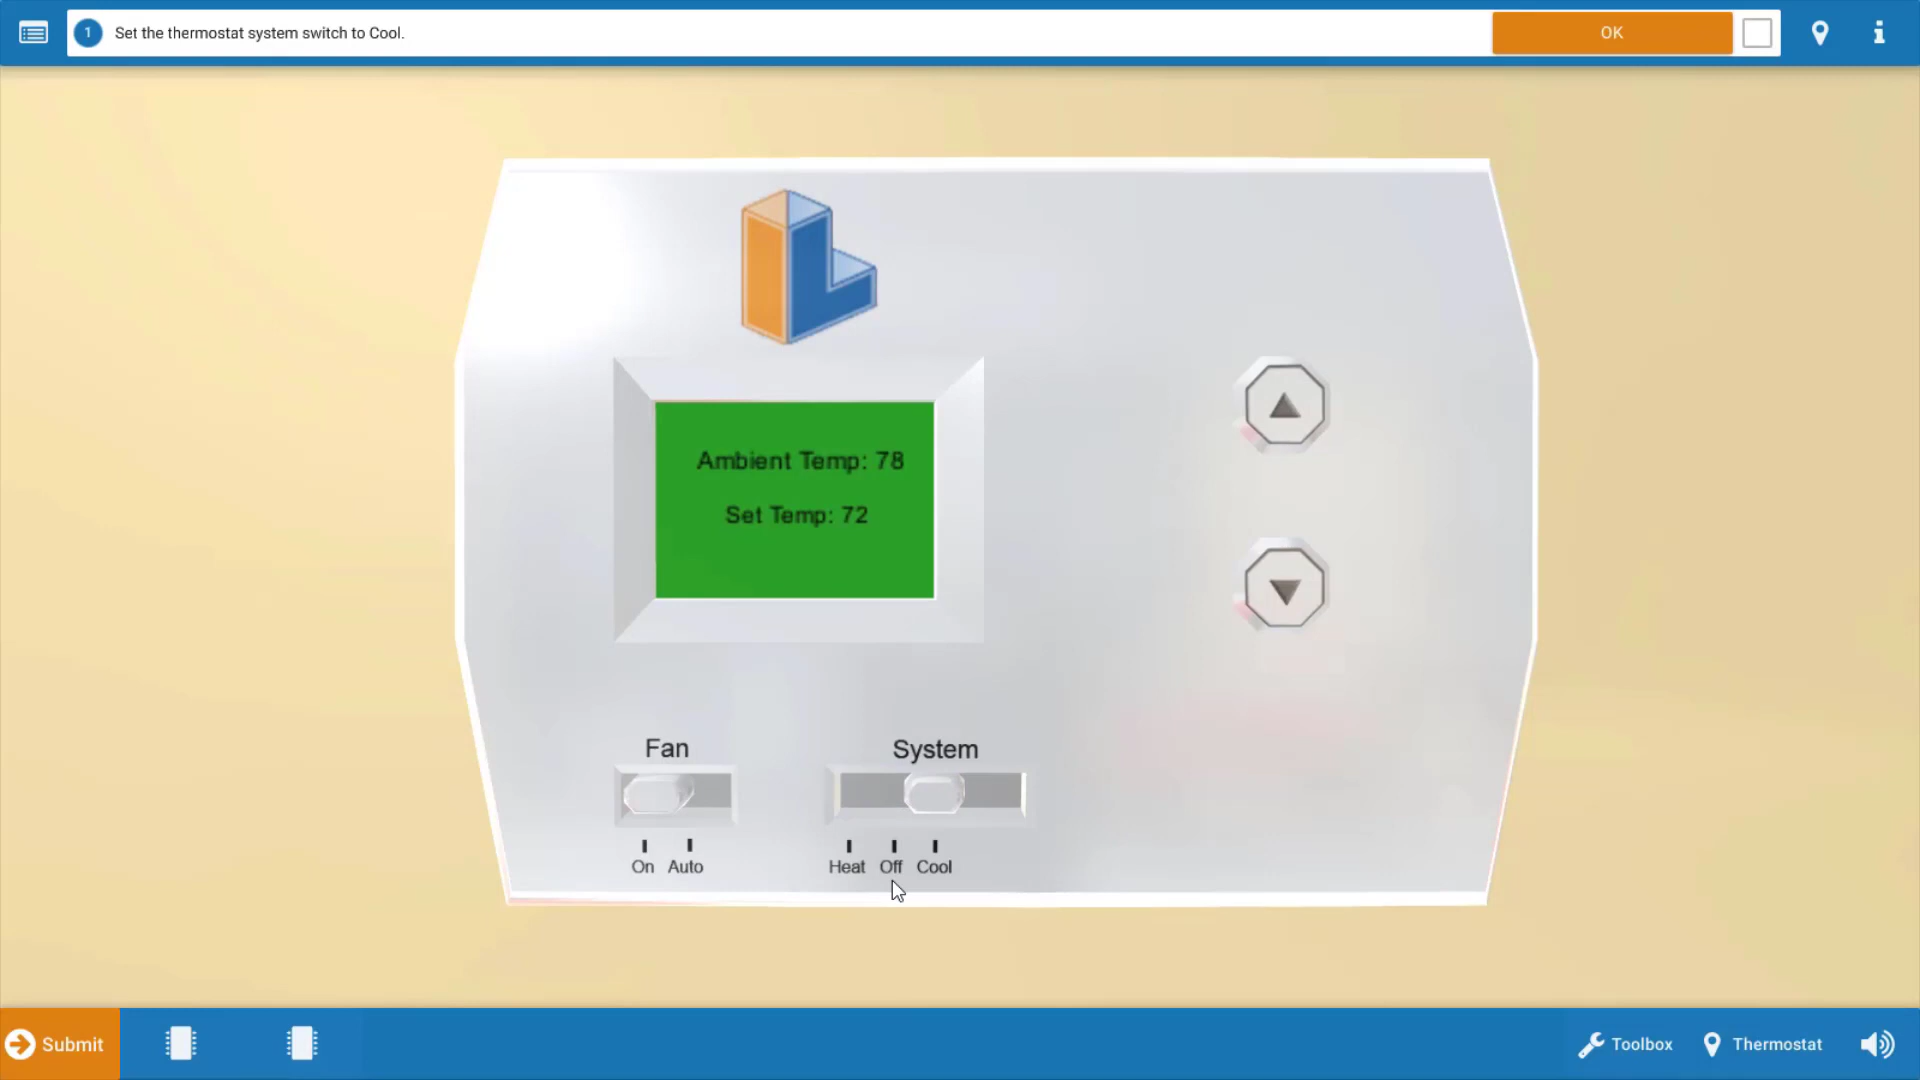 1 Set the thermostat system switch to Cool.
OK
Ambient Temp: 78
Set Temp: 72
Fan
System
On Auto
Heat Off Cool
Submit
Toolbox
Thermostat